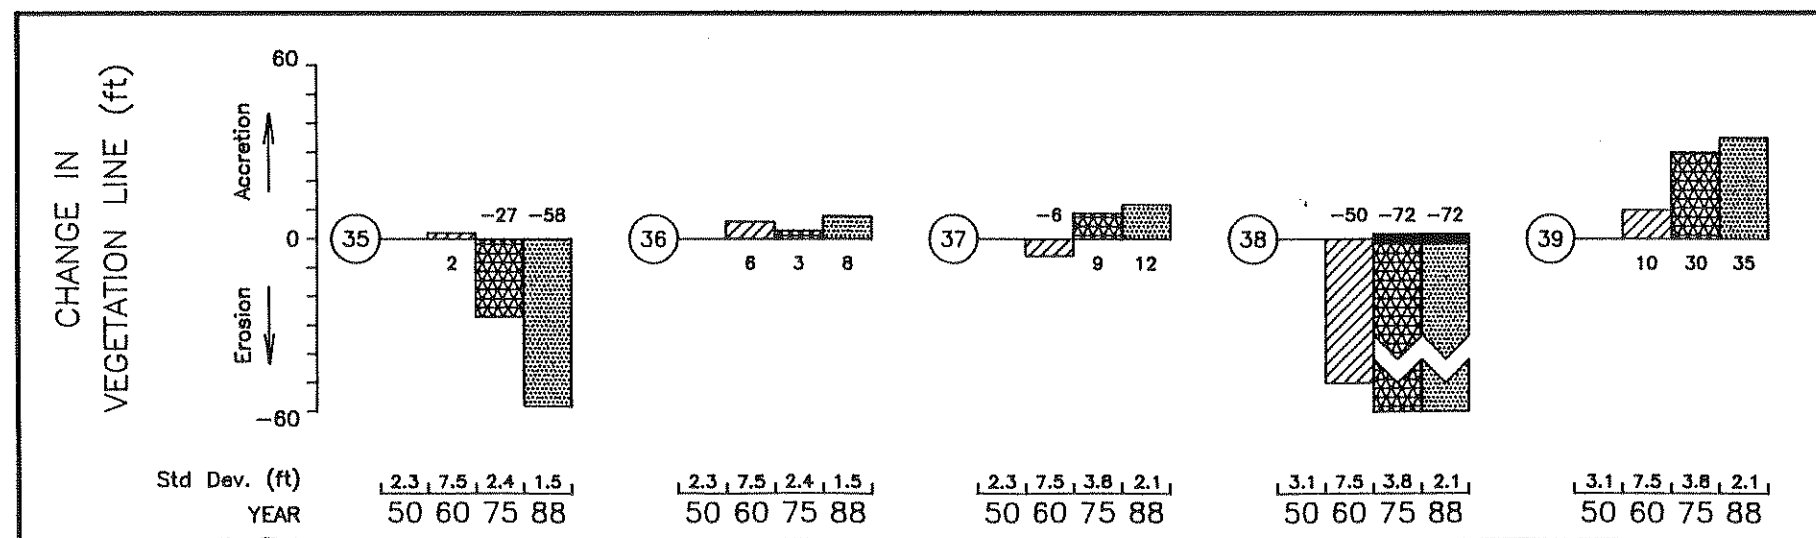 CHANGE IN
VEGETATION LINE (ft)
60
Accretion
0
Erosion
-60
35
-27 -58
2
36
6 3 8
37
-6
9 12
38
-50 -72 -72
39
10 30 35
Std Dev. (ft)
2.3 7.5 2.4 1.5
2.3 7.5 2.4 1.5
2.3 7.5 3.8 2.1
3.1 7.5 3.8 2.1
3.1 7.5 3.8 2.1
YEAR
50 60 75 88
50 60 75 88
50 60 75 88
50 60 75 88
50 60 75 88